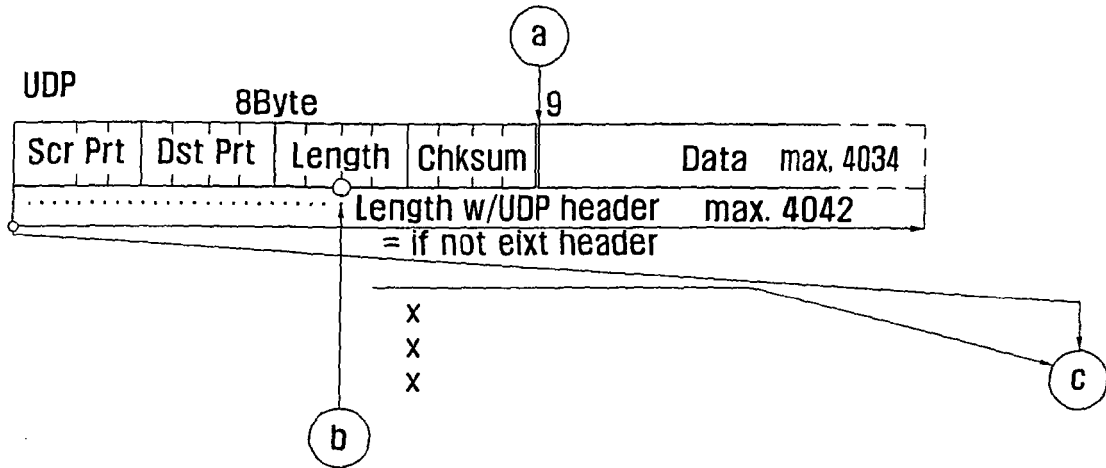 a
UDP
8Byte 9
Scr Prt Dst Prt Length Chksum Data max. 4034
Length w/UDP header max. 4042
= if not eixt header
x
x
x
c
b